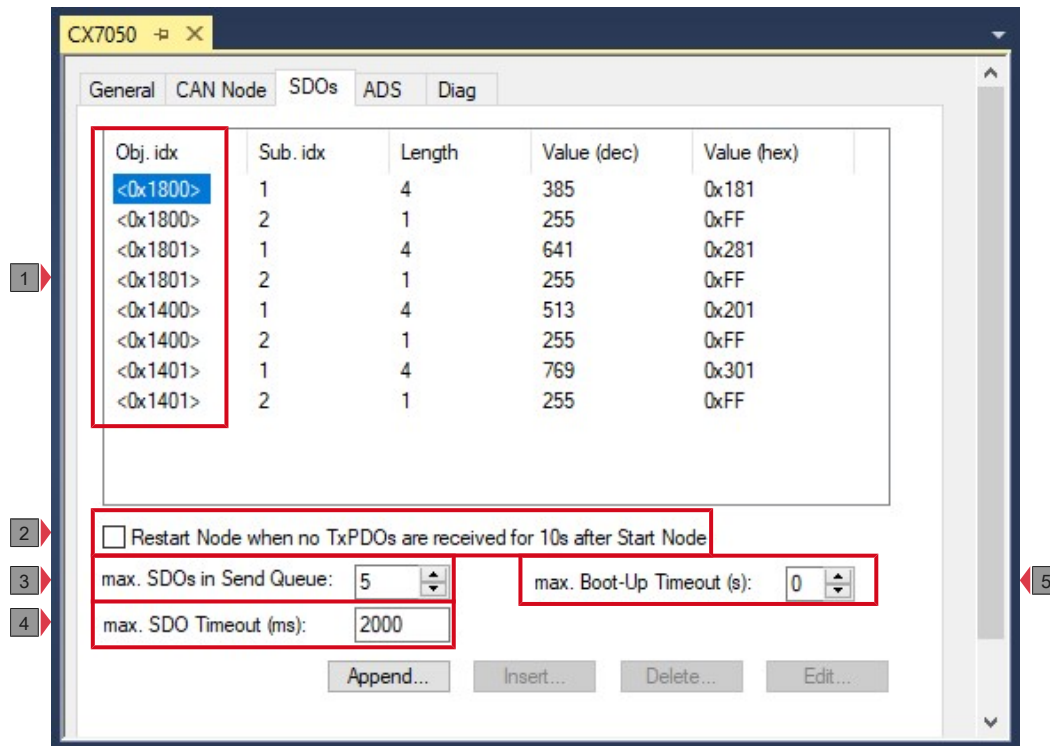 CX7050
General CAN Node SDOs ADS Diag
Obj. idx Sub. idx Length Value (dec) Value (hex)
<0x1800> 1 4 385 0x181
<0x1800> 2 1 255 0xFF
<0x1801> 1 4 641 0x281
1
<0x1801> 2 1 255 0xFF
<0x1400> 1 4 513 0x201
<0x1400> 2 1 255 0xFF
<0x1401> 1 4 769 0x301
<0x1401> 2 1 255 0xFF
2 Restart Node when no TxPDOs are received for 10s after Start Node
3 max. SDOs in Send Queue: 5 max. Boot-Up Timeout (s): 0 5
4 max. SDO Timeout (ms): 2000
Append... Insert... Delete... Edit...